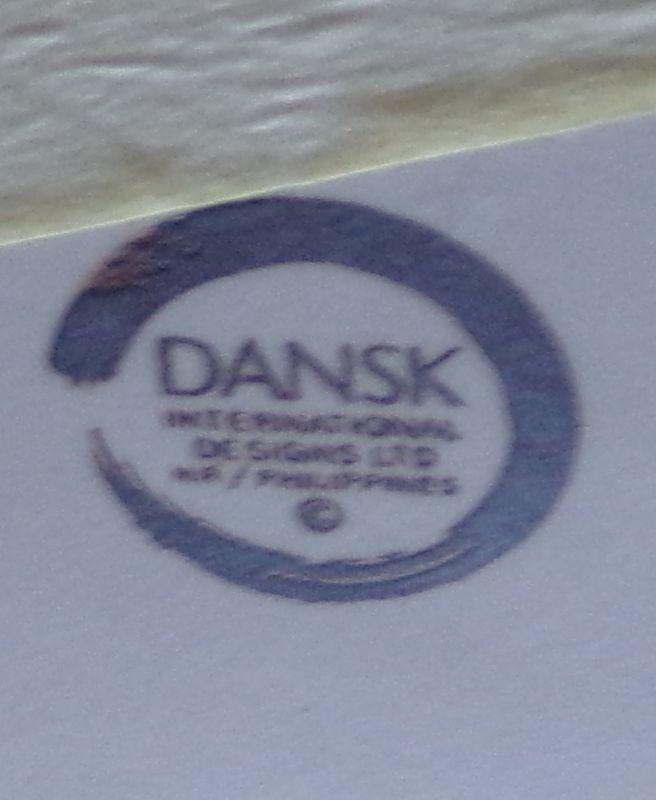 DANSK
INTERNATIONAL
DESIGNS LTD
/ PHILIPPINES
©